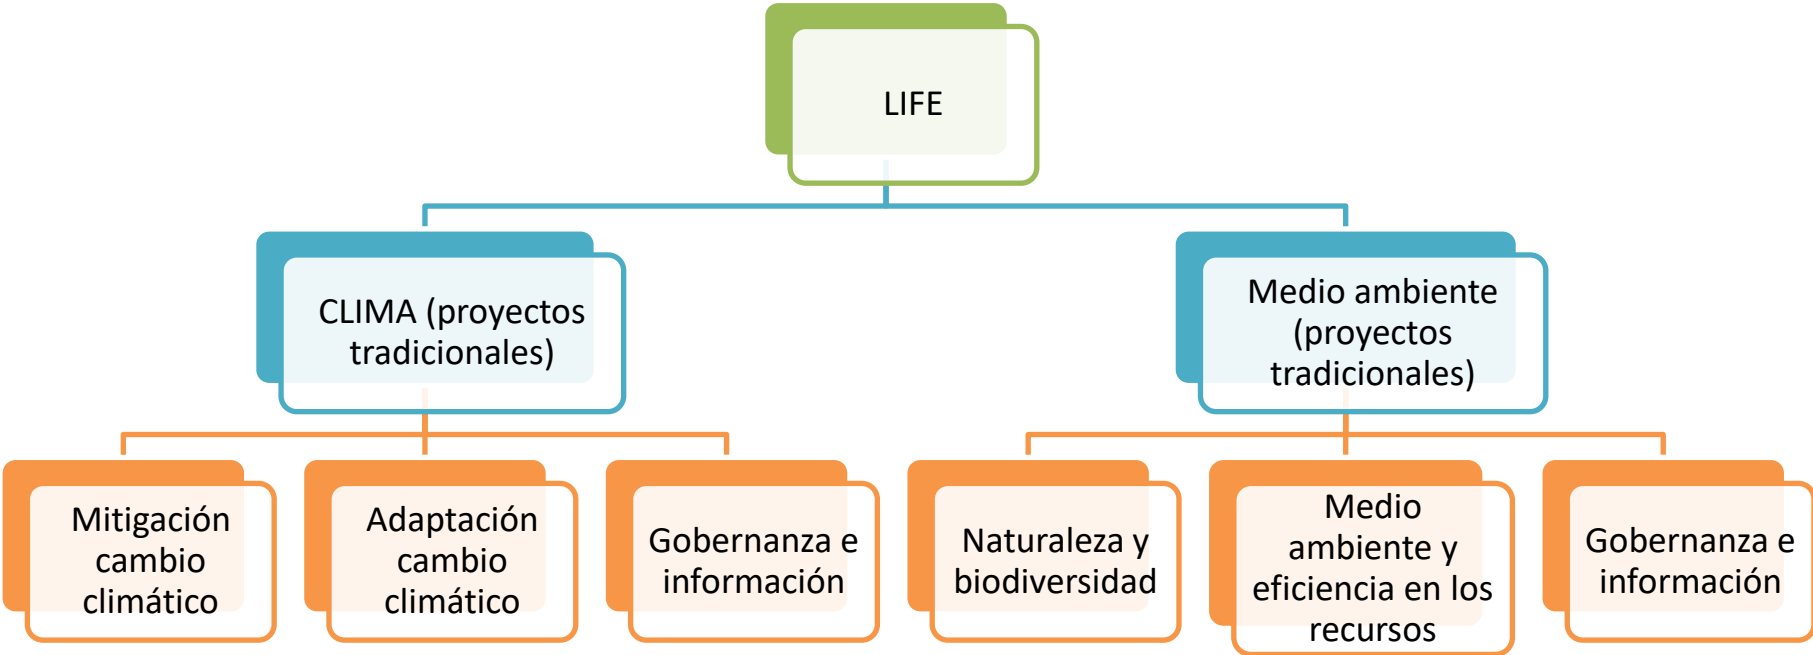 LIFE
CLIMA (proyectos
tradicionales)
Medio ambiente
(proyectos
tradicionales)
Mitigación
cambio
climático
Adaptación
cambio
climático
Gobernanza e
información
Naturaleza y
biodiversidad
Medio
ambiente y
eficiencia en los
recursos
Gobernanza e
información